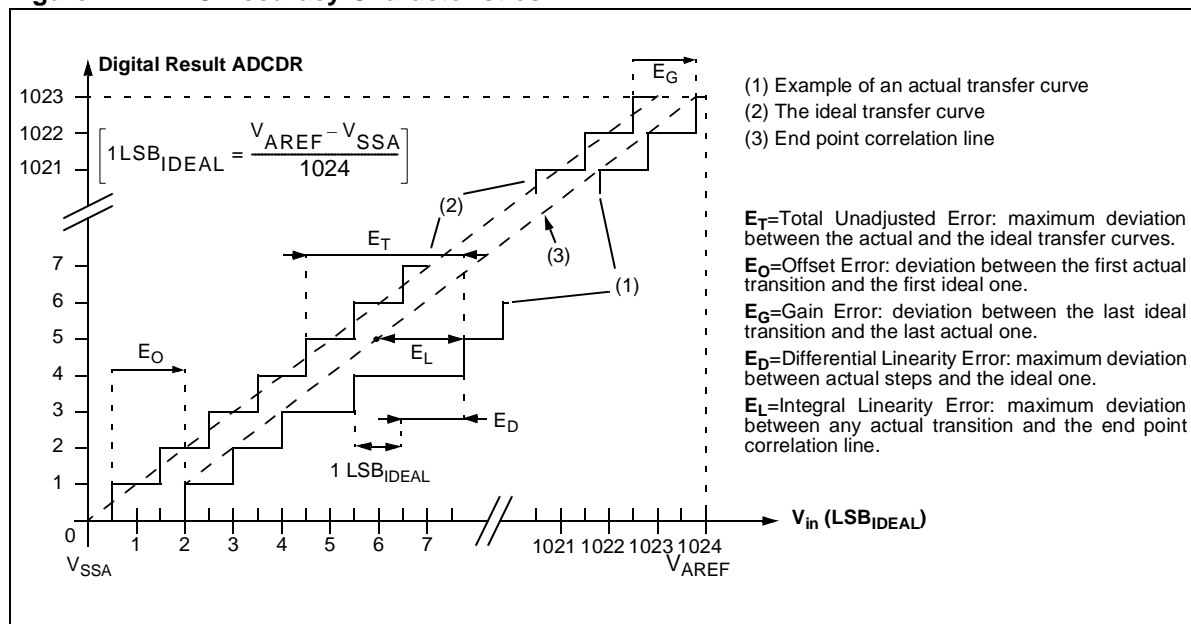 Digital Result ADCDR
1023
1022
1021
7
6
5
4
3
2
1
0
1LSB_IDEAL = (V_AREF – V_SSA) / 1024
E_G
(2)
(3)
(1)
E_T
E_O
E_L
E_D
1 LSB_IDEAL
1 2 3 4 5 6 7 1021 1022 1023 1024
V_in (LSB_IDEAL)
V_SSA
V_AREF
(1) Example of an actual transfer curve
(2) The ideal transfer curve
(3) End point correlation line
E_T=Total Unadjusted Error: maximum deviation
between the actual and the ideal transfer curves.
E_O=Offset Error: deviation between the first actual
transition and the first ideal one.
E_G=Gain Error: deviation between the last ideal
transition and the last actual one.
E_D=Differential Linearity Error: maximum deviation
between actual steps and the ideal one.
E_L=Integral Linearity Error: maximum deviation
between any actual transition and the end point
correlation line.